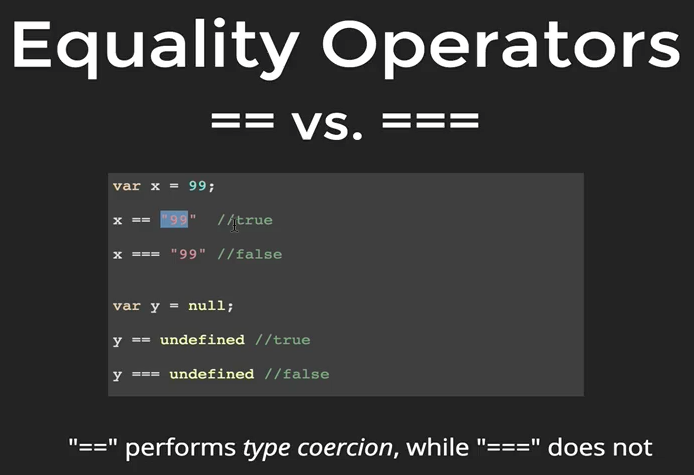 Equality Operators
== vs. ===
var x = 99;
x == "99" //true
x === "99" //false
var y = null;
y == undefined //true
y === undefined //false
"==" performs type coercion, while "===" does not